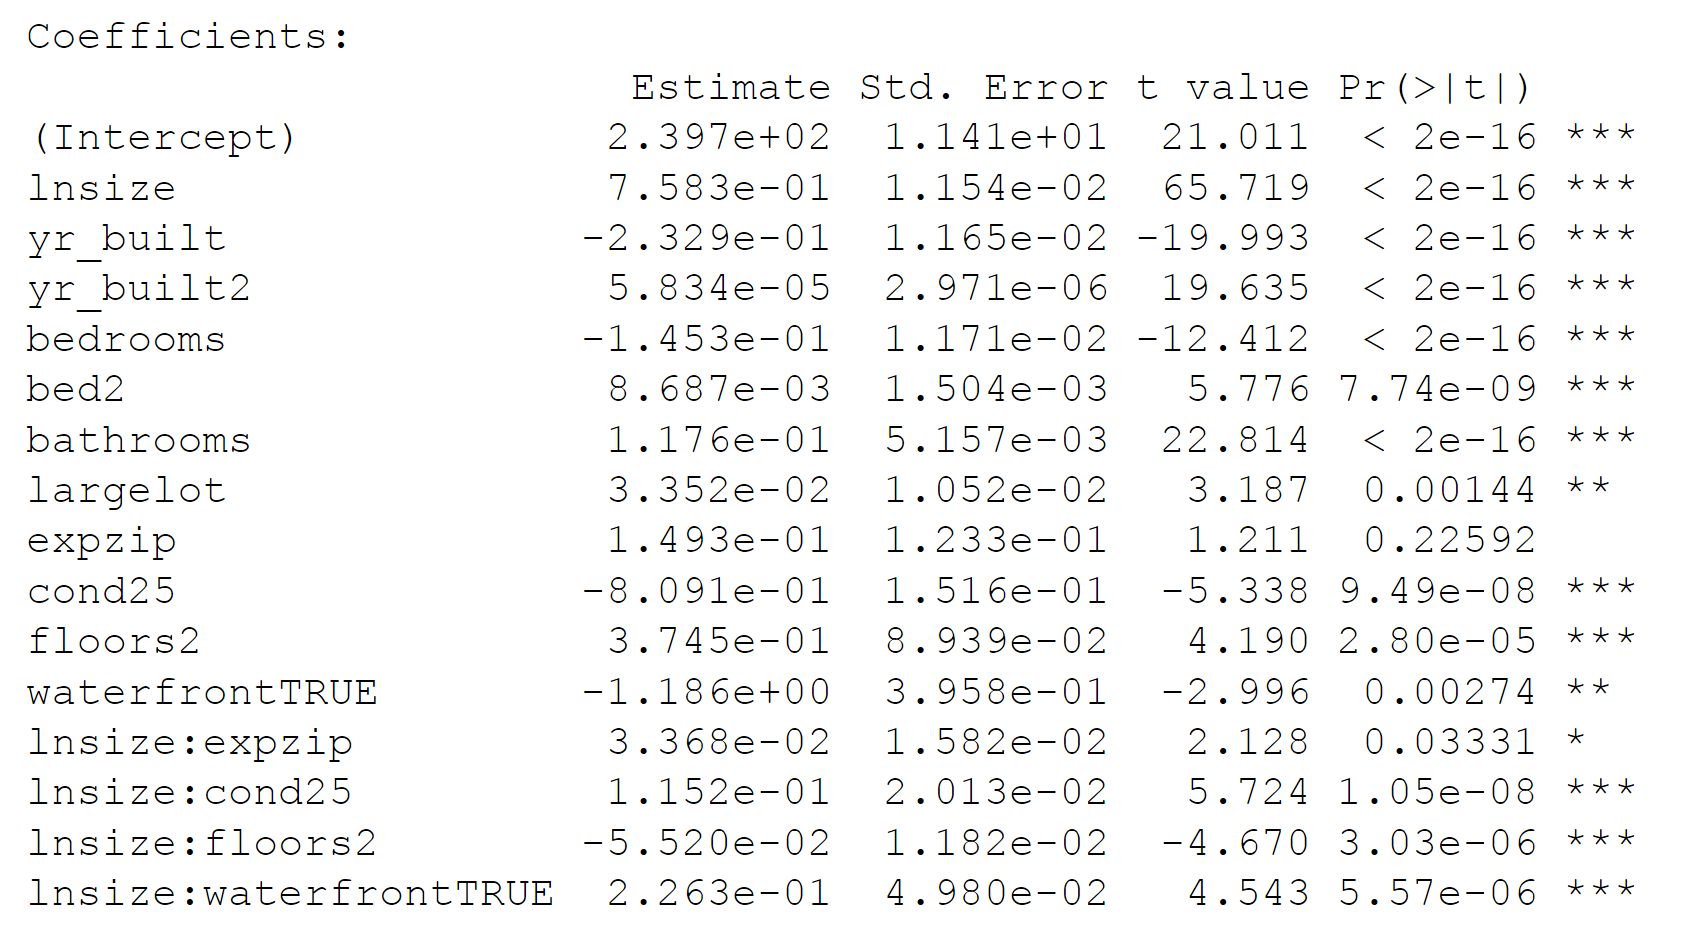 Coefficients:
Estimate Std. Error t value Pr(>|t|)
(Intercept) 2.397e+02 1.141e+01 21.011 < 2e-16 ***
lnsize 7.583e-01 1.154e-02 65.719 < 2e-16 ***
yr_built -2.329e-01 1.165e-02 -19.993 < 2e-16 ***
yr_built2 5.834e-05 2.971e-06 19.635 < 2e-16 ***
bedrooms -1.453e-01 1.171e-02 -12.412 < 2e-16 ***
bed2 8.687e-03 1.504e-03 5.776 7.74e-09 ***
bathrooms 1.176e-01 5.157e-03 22.814 < 2e-16 ***
largelot 3.352e-02 1.052e-02 3.187 0.00144 **
expzip 1.493e-01 1.233e-01 1.211 0.22592
cond25 -8.091e-01 1.516e-01 -5.338 9.49e-08 ***
floors2 3.745e-01 8.939e-02 4.190 2.80e-05 ***
waterfrontTRUE -1.186e+00 3.958e-01 -2.996 0.00274 **
lnsize:expzip 3.368e-02 1.582e-02 2.128 0.03331 *
lnsize:cond25 1.152e-01 2.013e-02 5.724 1.05e-08 ***
lnsize:floors2 -5.520e-02 1.182e-02 -4.670 3.03e-06 ***
lnsize:waterfrontTRUE 2.263e-01 4.980e-02 4.543 5.57e-06 ***